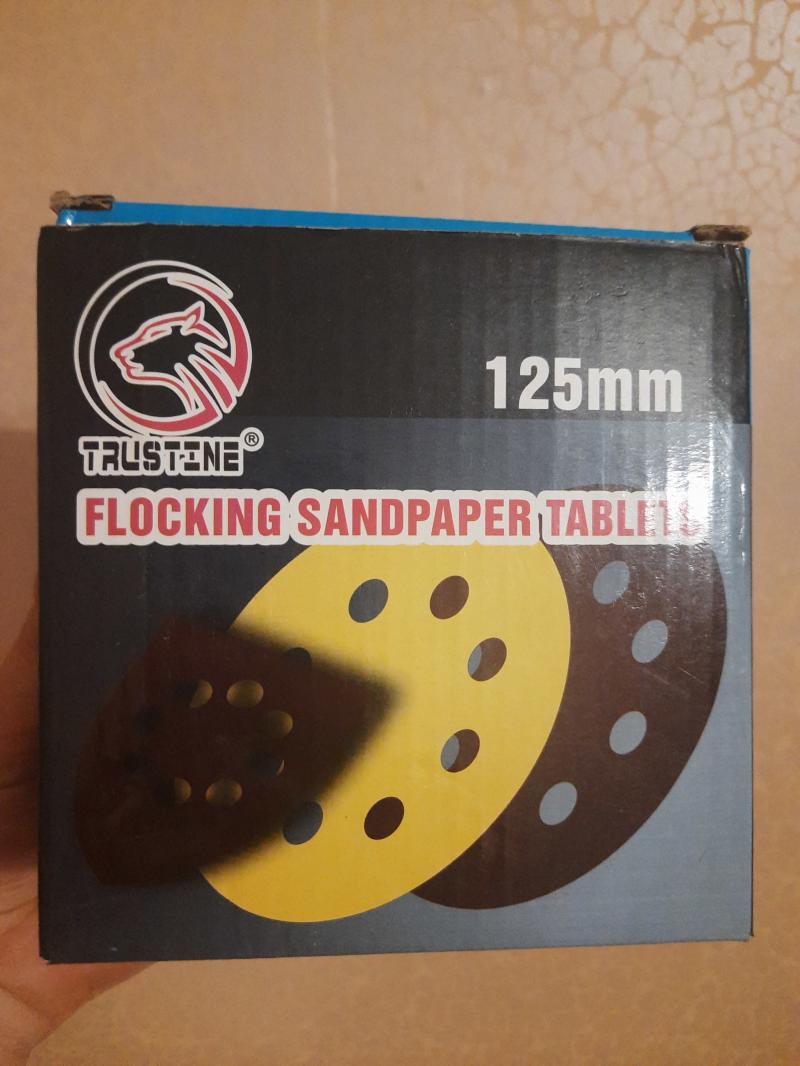 125mm
TRUSTINE®
FLOCKING SANDPAPER TABLETS